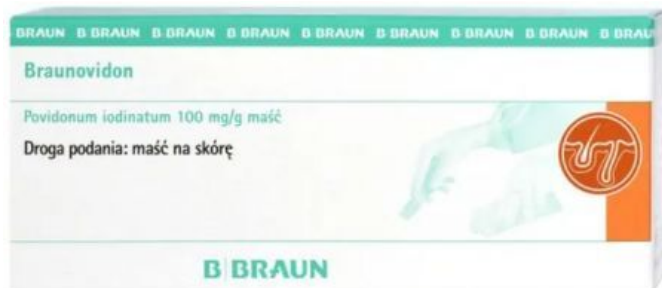 BRAUN B BRAUN B BRAUN B BRAUN B BRAUN B BRAUN B BRAUN B BRAUN B BRAU
Braunovidon
Povidonum iodinatum 100 mg/g maść
Droga podania: maść na skórę
B BRAUN